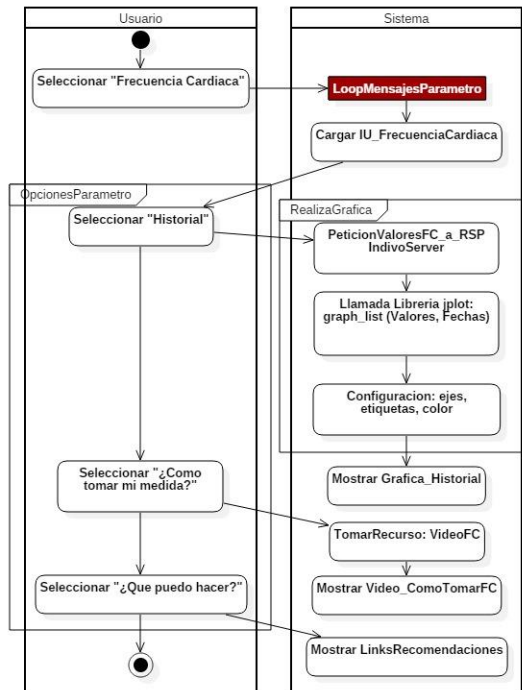 Usuario
Sistema
Seleccionar "Frecuencia Cardiaca"
LoopMensajesParametro
Cargar IU_FrecuenciaCardiaca
OpcionesParametro
Seleccionar "Historial"
RealizaGrafica
PeticionValoresFC_a_RSP
IndivoServer
Llamada Libreria jplot:
graph_list (Valores, Fechas)
Configuracion: ejes,
etiquetas, color
Seleccionar "¿Como
tomar mi medida?"
Mostrar Grafica_Historial
TomarRecurso: VideoFC
Seleccionar "¿Que puedo hacer?"
Mostrar Video_ComoTomarFC
Mostrar LinksRecomendaciones